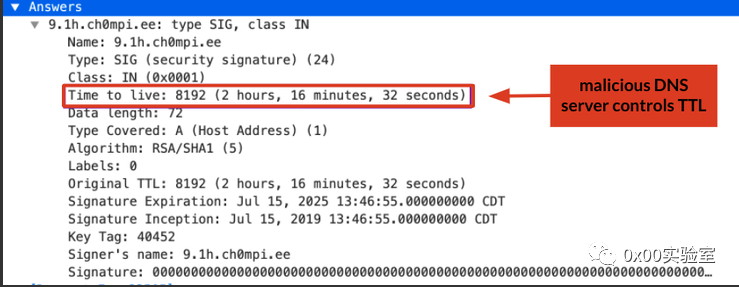 Answers
9.1h.ch0mpi.ee: type SIG, class IN
Name: 9.1h.ch0mpi.ee
Type: SIG (security signature) (24)
Class: IN (0x0001)
Time to live: 8192 (2 hours, 16 minutes, 32 seconds)
malicious DNS
server controls TTL
Data length: 72
Type Covered: A (Host Address) (1)
Algorithm: RSA/SHA1 (5)
Labels: 0
Original TTL: 8192 (2 hours, 16 minutes, 32 seconds)
Signature Expiration: Jul 15, 2025 13:46:55.000000000 CDT
Signature Inception: Jul 15, 2019 13:46:55.000000000 CDT
Key Tag: 40452
Signer's name: 9.1h.ch0mpi.ee
0x00实验室
Signature: 00000000000000000000000000000000000000000000000000000000000000000000000…